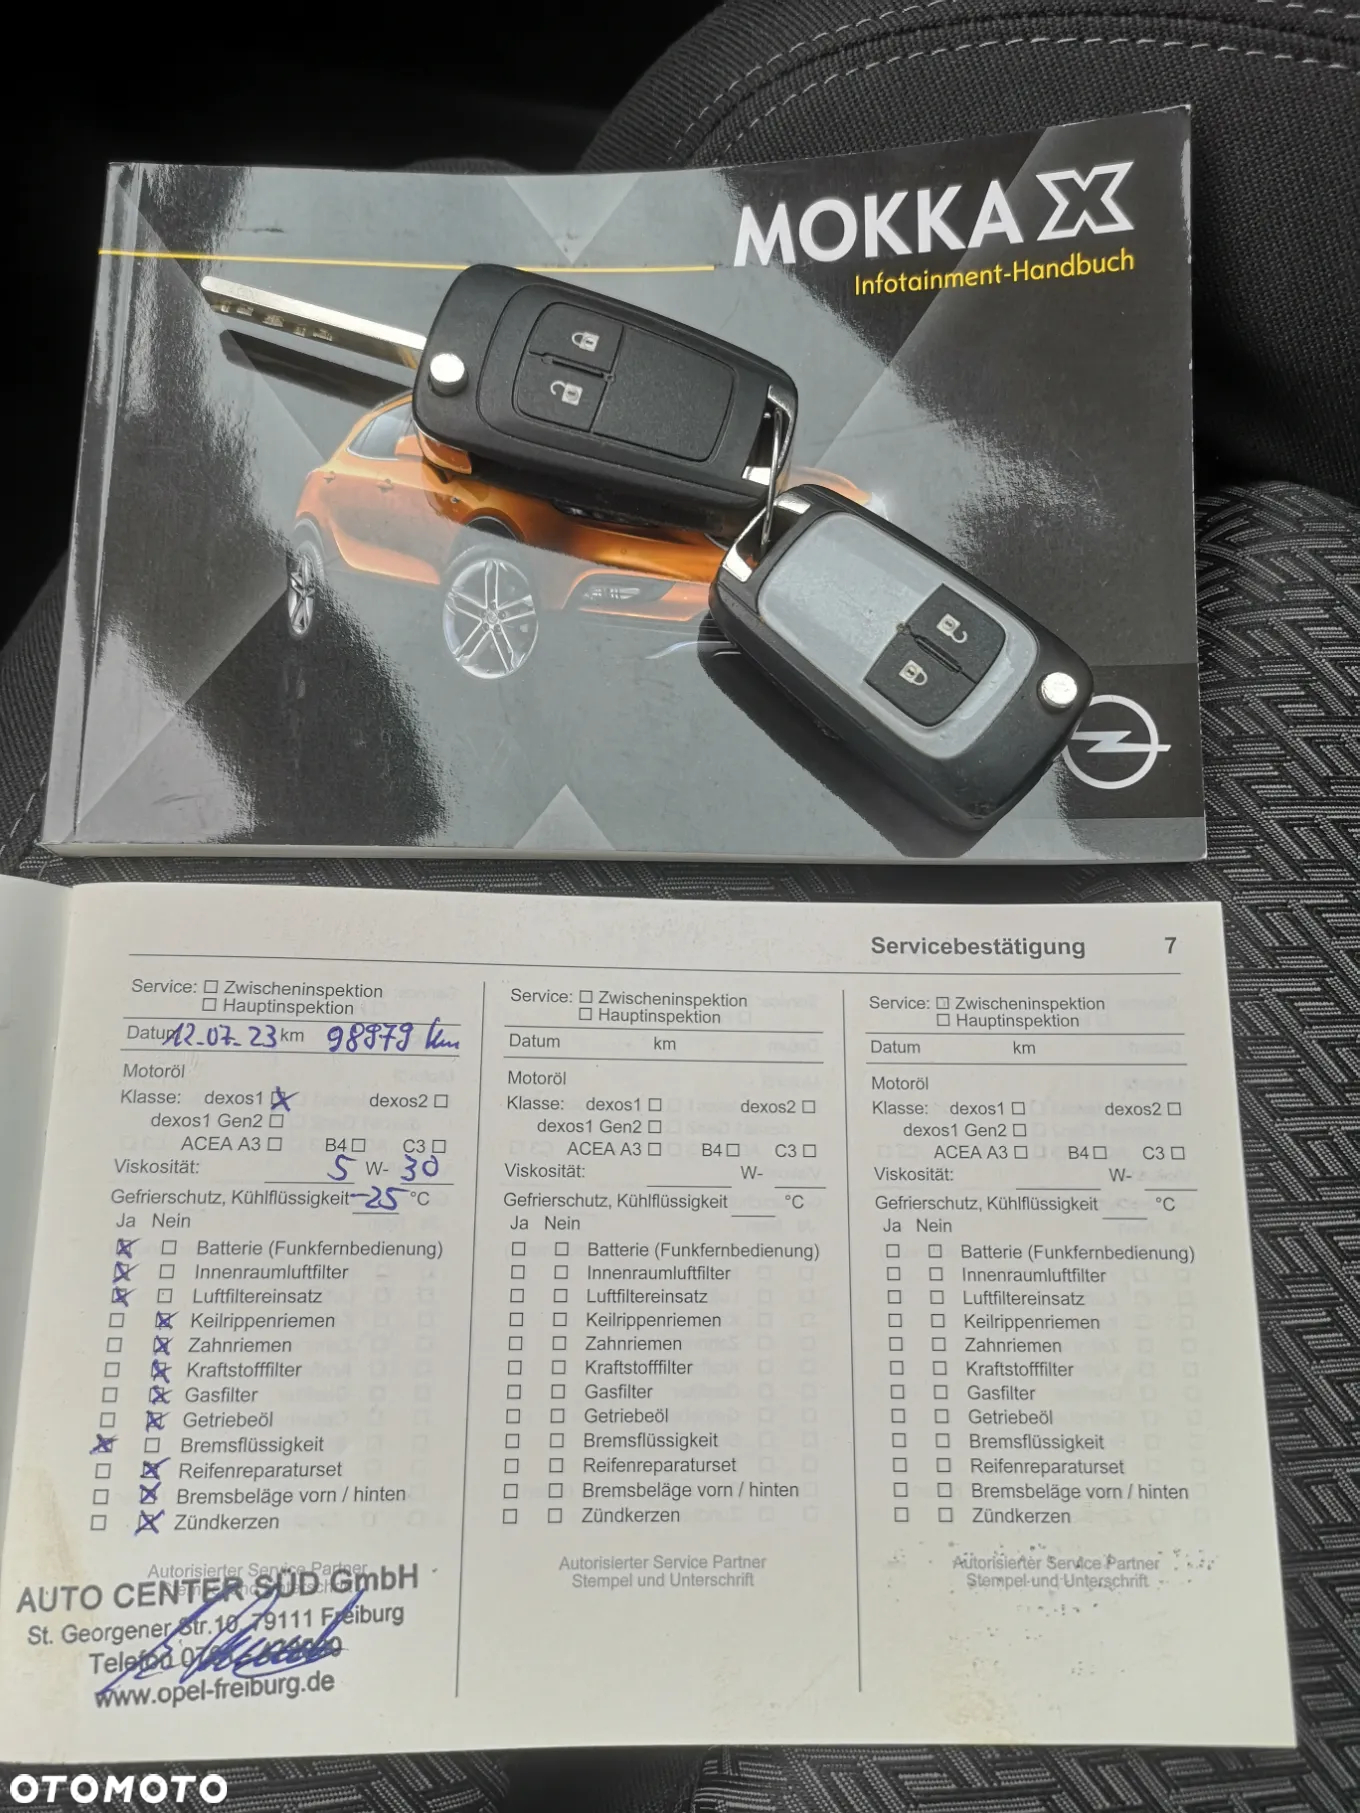 MOKKA X
Infotainment-Handbuch
Servicebestätigung 7
Service: Zwischeninspektion
Hauptinspektion
Datum 12.07.23 km 98979 km
Motoröl
Klasse: dexos1 dexos2
dexos1 Gen2
ACEA A3 B4 C3
Viskosität: 5 W- 30
Gefrierschutz, Kühlflüssigkeit -25 °C
Ja Nein
Batterie (Funkfernbedienung)
Innenraumluftfilter
Luftfiltereinsatz
Keilrippenriemen
Zahnriemen
Kraftstofffilter
Gasfilter
Getriebeöl
Bremsflüssigkeit
Reifenreparaturset
Bremsbeläge vorn / hinten
Zündkerzen
Autorisierter Service Partner
Stempel und Unterschrift
AUTO CENTER SÜD GmbH
St. Georgener Str. 10, 79111 Freiburg
Telefon
www.opel-freiburg.de
Service: Zwischeninspektion
Hauptinspektion
Datum km
Motoröl
Klasse: dexos1 dexos2
dexos1 Gen2
ACEA A3 B4 C3
Viskosität: W-
Gefrierschutz, Kühlflüssigkeit °C
Ja Nein
Batterie (Funkfernbedienung)
Innenraumluftfilter
Luftfiltereinsatz
Keilrippenriemen
Zahnriemen
Kraftstofffilter
Gasfilter
Getriebeöl
Bremsflüssigkeit
Reifenreparaturset
Bremsbeläge vorn / hinten
Zündkerzen
Autorisierter Service Partner
Stempel und Unterschrift
Service: Zwischeninspektion
Hauptinspektion
Datum km
Motoröl
Klasse: dexos1 dexos2
dexos1 Gen2
ACEA A3 B4 C3
Viskosität: W-
Gefrierschutz, Kühlflüssigkeit °C
Ja Nein
Batterie (Funkfernbedienung)
Innenraumluftfilter
Luftfiltereinsatz
Keilrippenriemen
Zahnriemen
Kraftstofffilter
Gasfilter
Getriebeöl
Bremsflüssigkeit
Reifenreparaturset
Bremsbeläge vorn / hinten
Zündkerzen
Autorisierter Service Partner
Stempel und Unterschrift
OTOMOTO